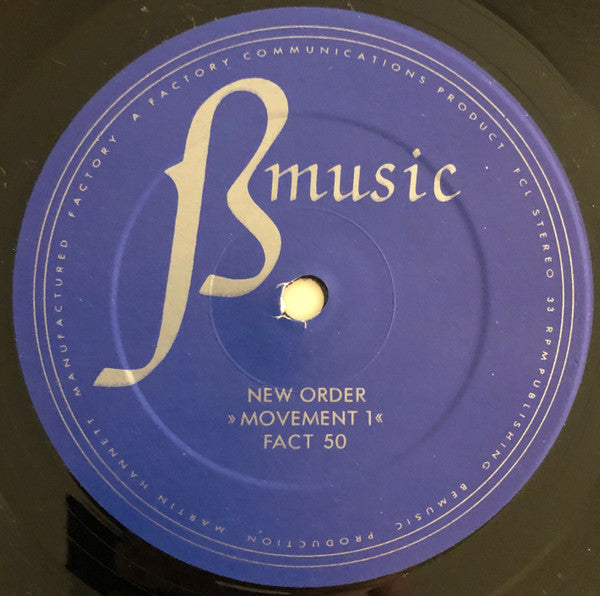 βmusic
NEW ORDER
»MOVEMENT 1«
FACT 50
MANUFACTURED FACTORY A FACTORY COMMUNICATIONS PRODUCT FCL STEREO 33 RPM PUBLISHING BEMUSIC PRODUCTION MARTIN HANNETT